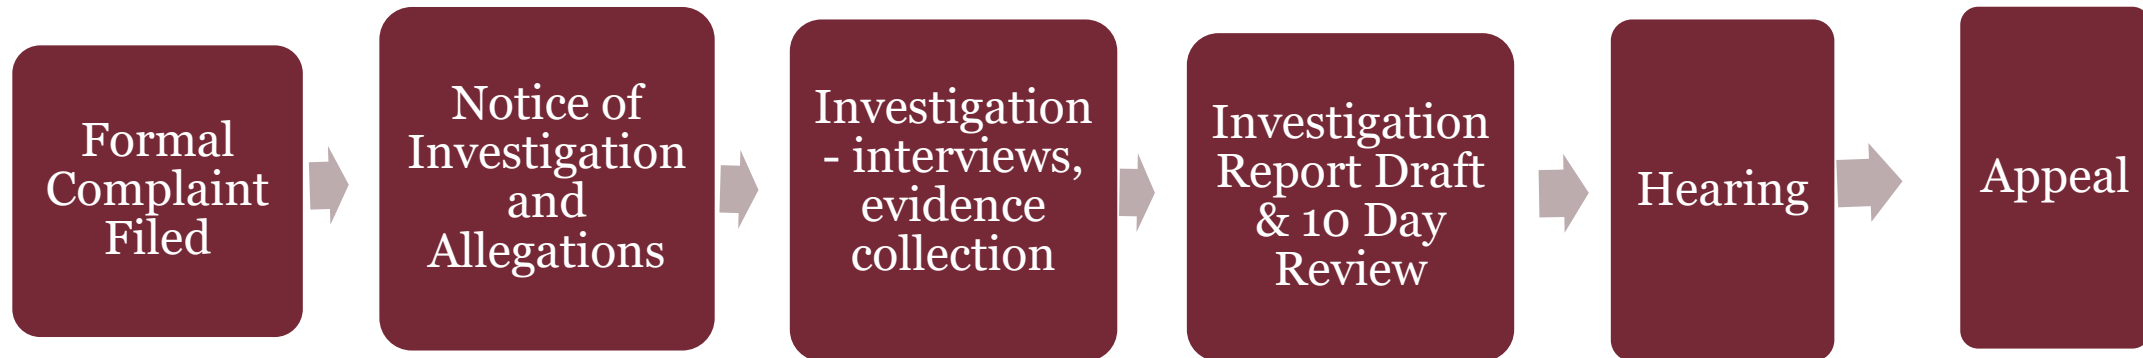 Formal
Complaint
Filed
Notice of
Investigation
and
Allegations
Investigation
- interviews,
evidence
collection
Investigation
Report Draft
& 10 Day
Review
Hearing
Appeal